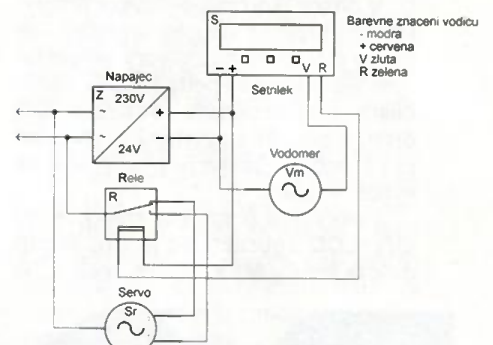 S
Barevne znaceni vodicu
- modra
+ cervena
V zluta
R zelena
- + V R
Setnlek
Napajec
Z 230V
~ +
~ -
24V
Vodomer
Vm
Rele
R
Servo
Sr